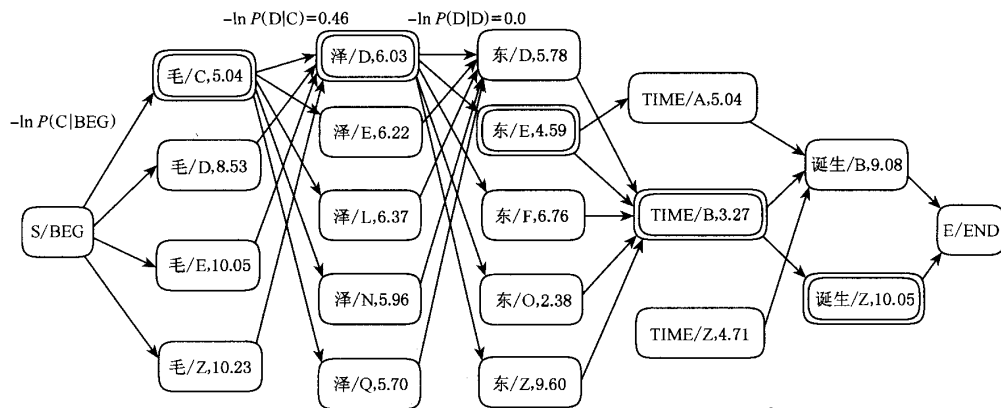 -ln P(D|C)=0.46
-ln P(D|D)=0.0
-ln P(C|BEG)
S/BEG
毛/C,5.04
毛/D,8.53
毛/E,10.05
毛/Z,10.23
泽/D,6.03
泽/E,6.22
泽/L,6.37
泽/N,5.96
泽/Q,5.70
东/D,5.78
东/E,4.59
东/F,6.76
东/O,2.38
东/Z,9.60
TIME/A,5.04
TIME/B,3.27
TIME/Z,4.71
诞生/B,9.08
诞生/Z,10.05
E/END